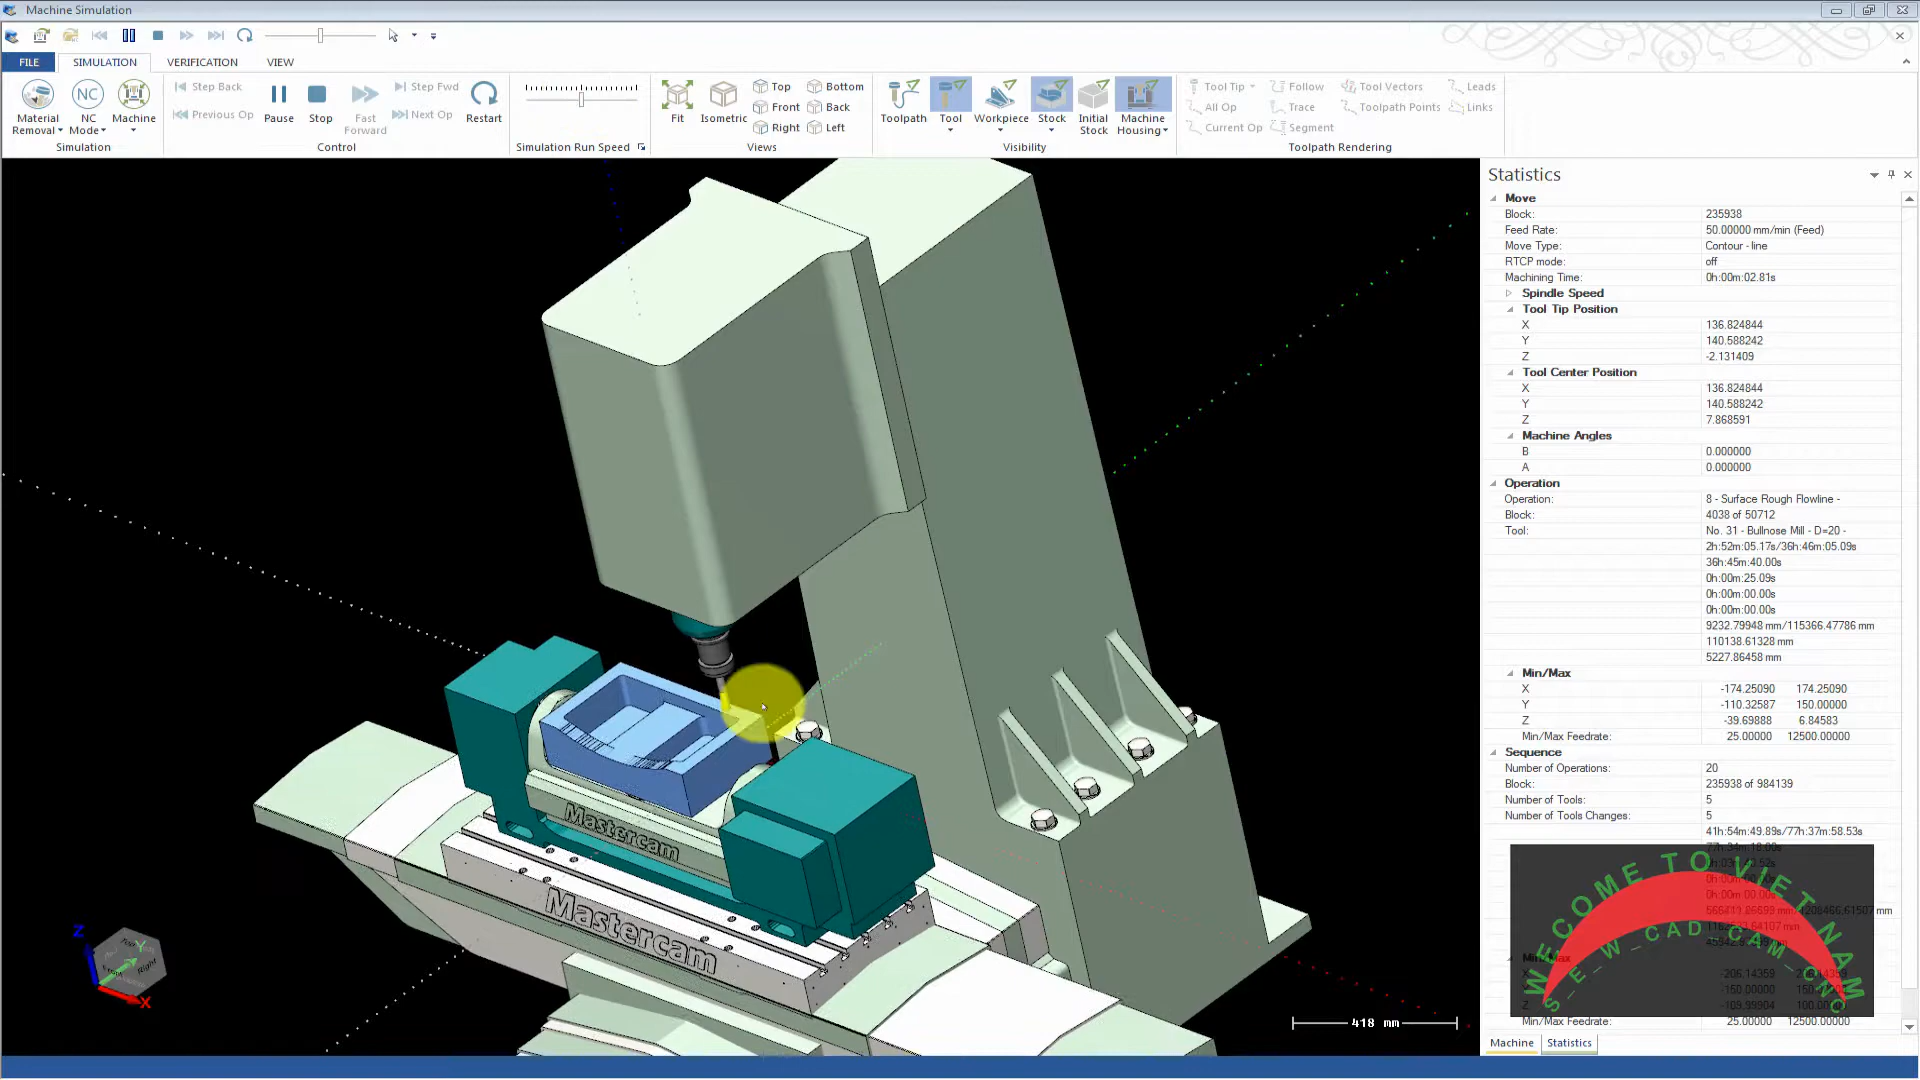 Machine Simulation
FILE SIMULATION VERIFICATION VIEW
Material Removal
NC Mode
Machine
Simulation
Step Back
Previous Op
Pause
Stop
Fast Forward
Step Fwd
Next Op
Restart
Control
Simulation Run Speed
Fit
Isometric
Top
Front
Right
Bottom
Back
Left
Views
Toolpath
Tool
Workpiece
Stock
Initial Stock
Machine Housing
Visibility
Tool Tip
All Op
Current Op
Follow
Trace
Segment
Tool Vectors
Toolpath Points
Leads
Links
Toolpath Rendering
Statistics
Move
Block: 235938
Feed Rate: 50.00000 mm/min (Feed)
Move Type: Contour - line
RTCP mode: off
Machining Time: 0h:00m:02.81s
Spindle Speed
Tool Tip Position
X 136.824844
Y 140.588242
Z -2.131409
Tool Center Position
X 136.824844
Y 140.588242
Z 7.868591
Machine Angles
B 0.000000
A 0.000000
Operation
Operation: 8 - Surface Rough Flowline -
Block: 4038 of 50712
Tool: No. 31 - Bullnose Mill - D=20 -
2h:52m:05.17s/36h:46m:05.09s
36h:45m:40.00s
0h:00m:25.09s
0h:00m:00.00s
0h:00m:00.00s
9232.79948 mm/115366.47786 mm
110138.61328 mm
5227.86458 mm
Min/Max
X -174.25090 174.25090
Y -110.32587 150.00000
Z -39.69888 6.84583
Min/Max Feedrate: 25.00000 12500.00000
Sequence
Number of Operations: 20
Block: 235938 of 984139
Number of Tools: 5
Number of Tools Changes: 5
41h:54m:49.89s/77h:37m:58.53s
WECOME TO VIET NAM
S_E_W_CAD_CAM_CNC
Min/Max
Min/Max Feedrate: 25.00000 12500.00000
Machine Statistics
Mastercam
Mastercam
418 mm
Z
Y
X
Front
Right